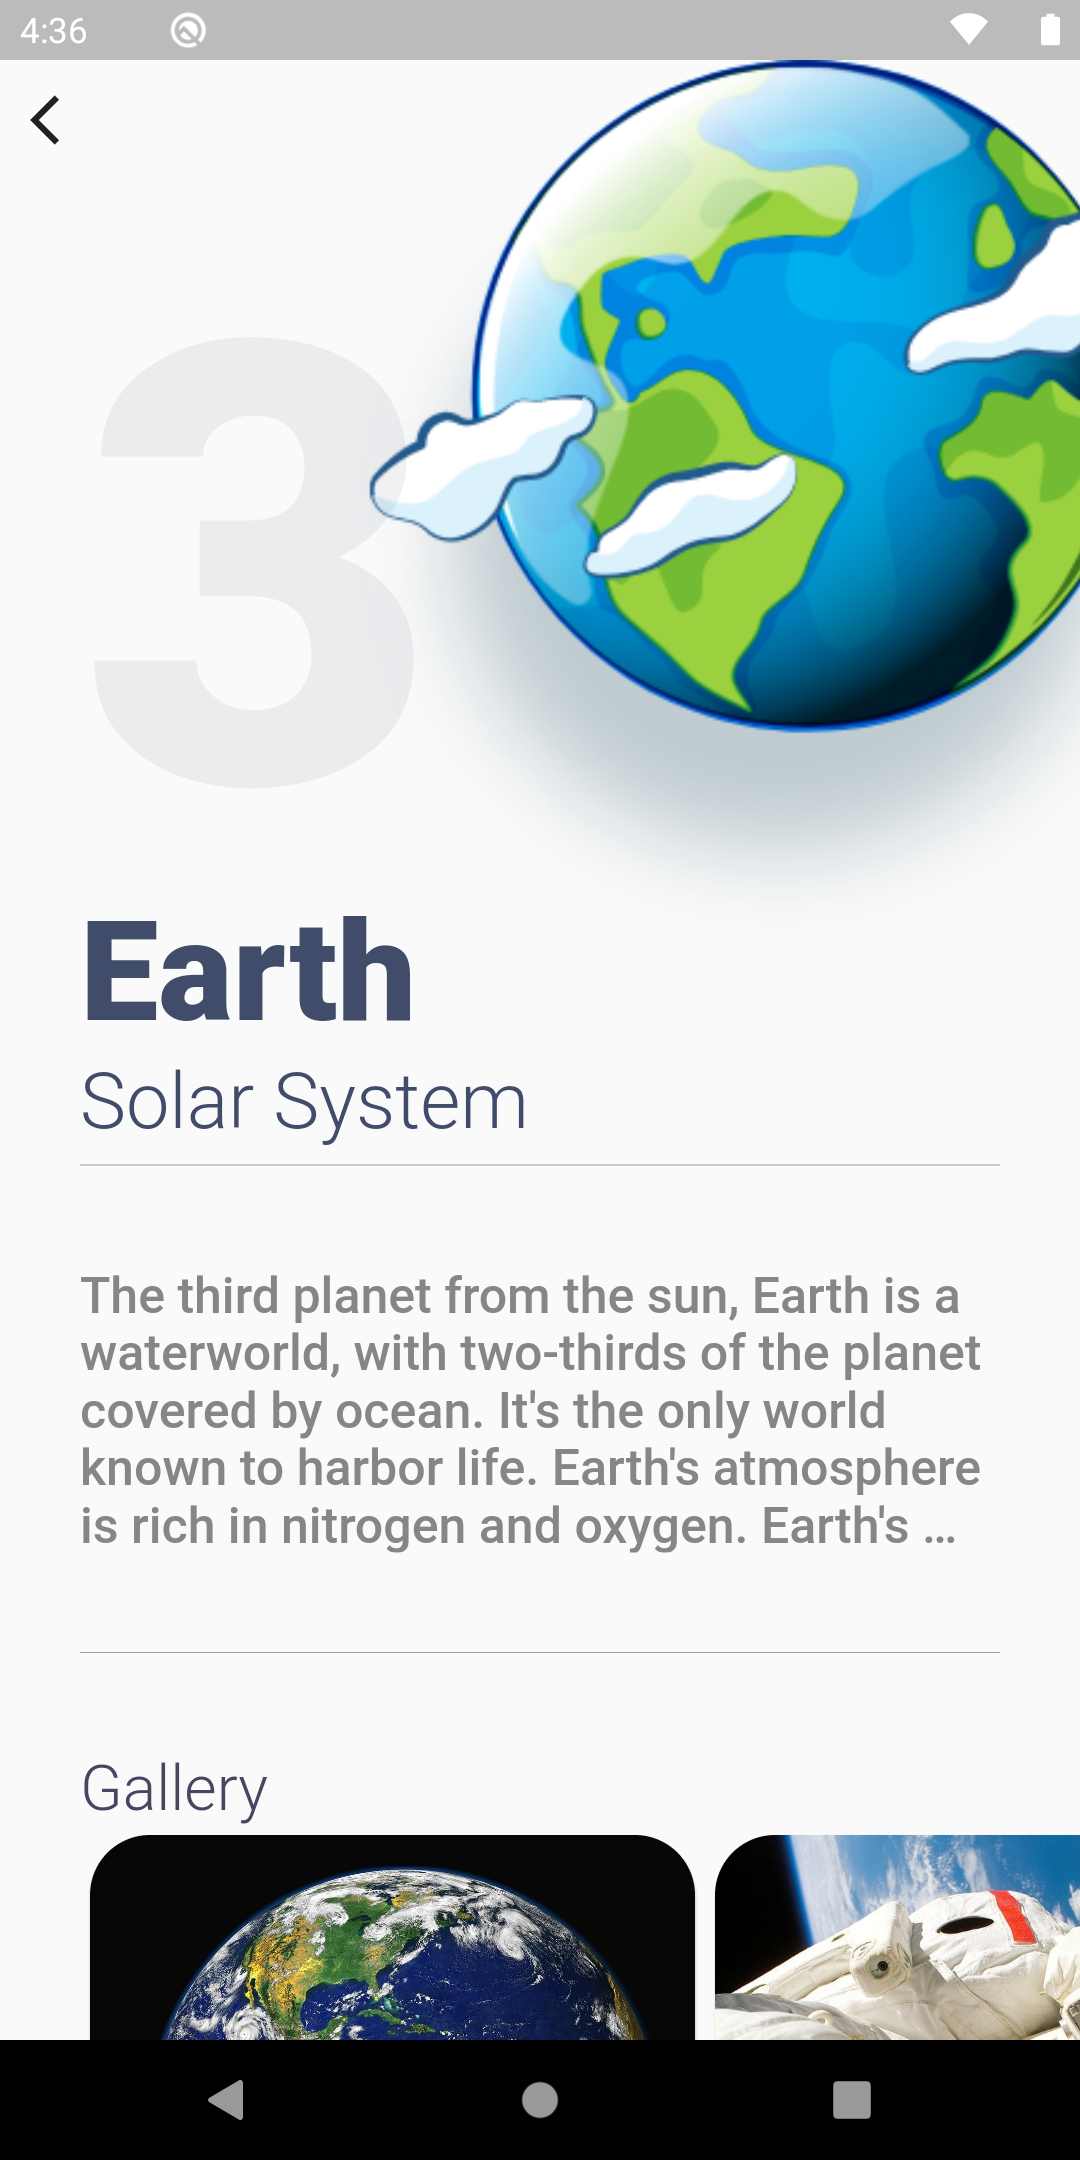 4:36
3
Earth
Solar System
The third planet from the sun, Earth is a
waterworld, with two-thirds of the planet
covered by ocean. It's the only world
known to harbor life. Earth's atmosphere
is rich in nitrogen and oxygen. Earth's ...
Gallery